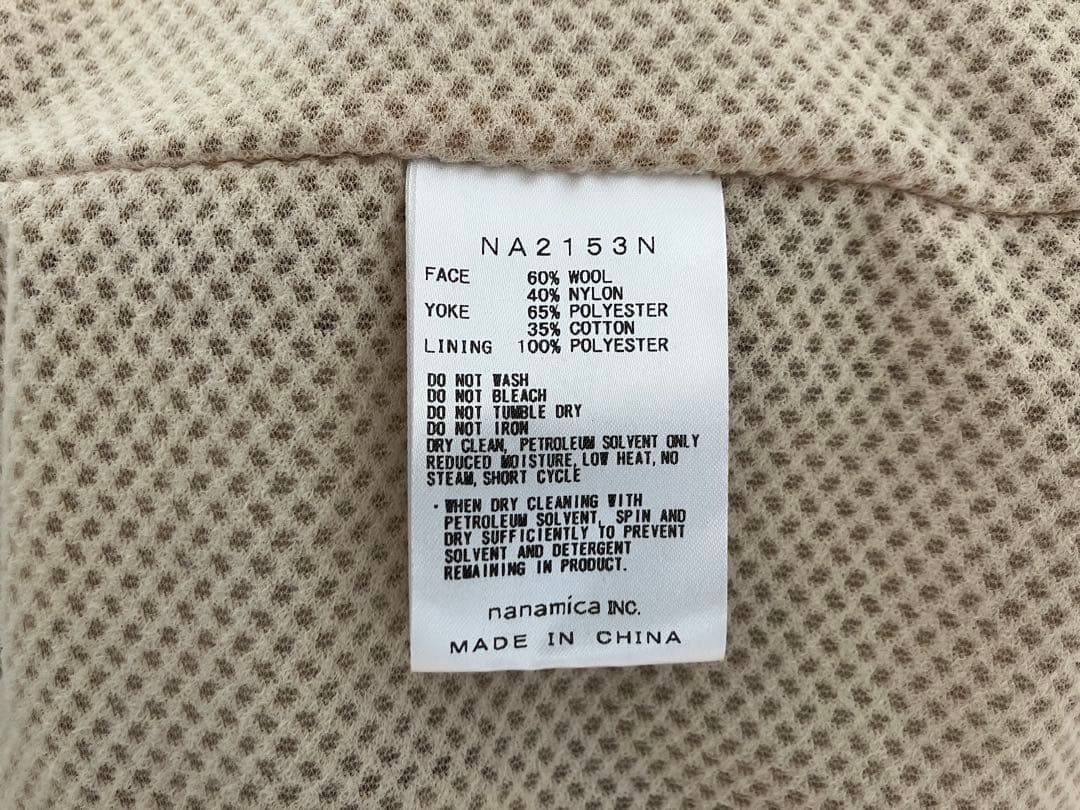 NA2153N
FACE 60% WOOL
40% NYLON
YOKE 65% POLYESTER
35% COTTON
LINING 100% POLYESTER
DO NOT WASH
DO NOT BLEACH
DO NOT TUMBLE DRY
DO NOT IRON
DRY CLEAN, PETROLEUM SOLVENT ONLY
REDUCED MOISTURE, LOW HEAT, NO
STEAM, SHORT CYCLE
・WHEN DRY CLEANING WITH
PETROLEUM SOLVENT, SPIN AND
DRY SUFFICIENTLY TO PREVENT
SOLVENT AND DETERGENT
REMAINING IN PRODUCT.
nanamica INC.
MADE IN CHINA